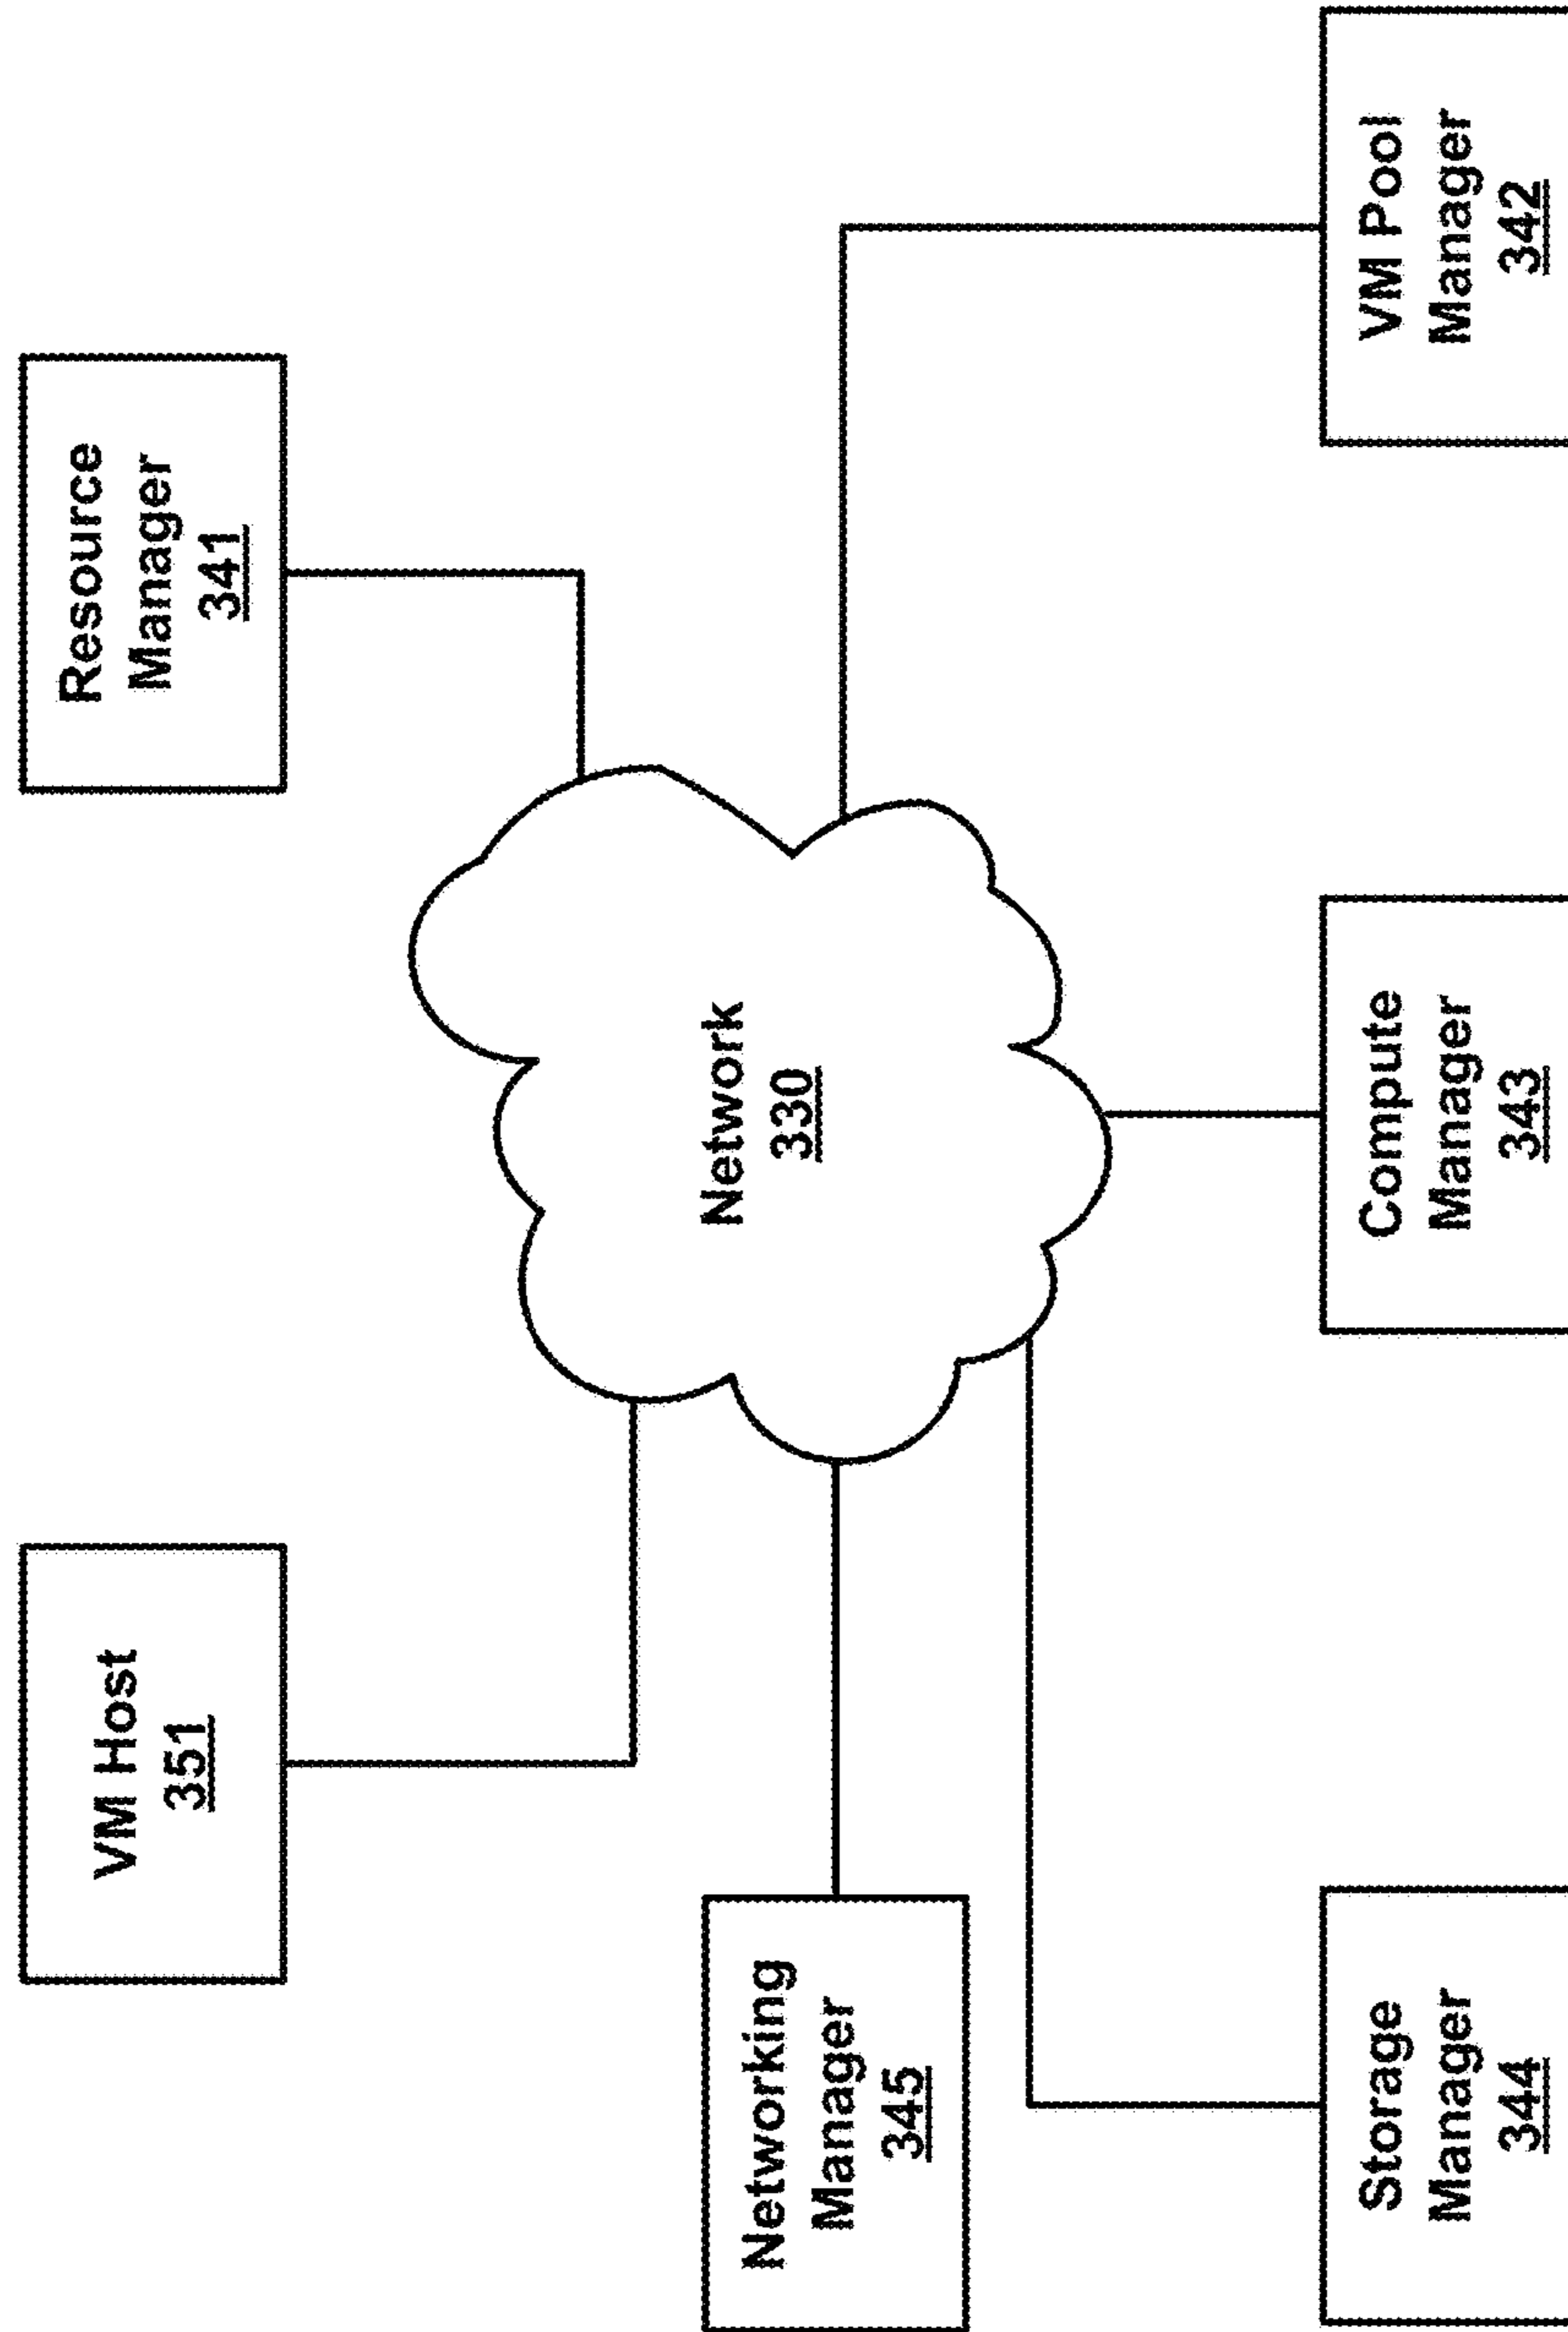 VM Host
351
Resource
Manager
341
Networking
Manager
345
Network
330
Storage
Manager
344
Compute
Manager
343
VM Pool
Manager
342